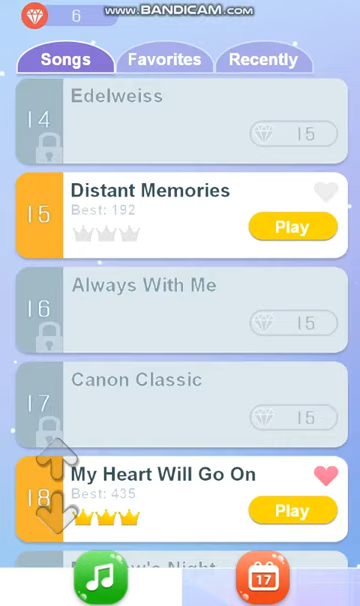 6
www.BANDICAM.com
Songs
Favorites
Recently
14
Edelweiss
15
15
Distant Memories
Best: 192
Play
16
Always With Me
15
17
Canon Classic
15
18
My Heart Will Go On
Best: 435
Play
Night
17